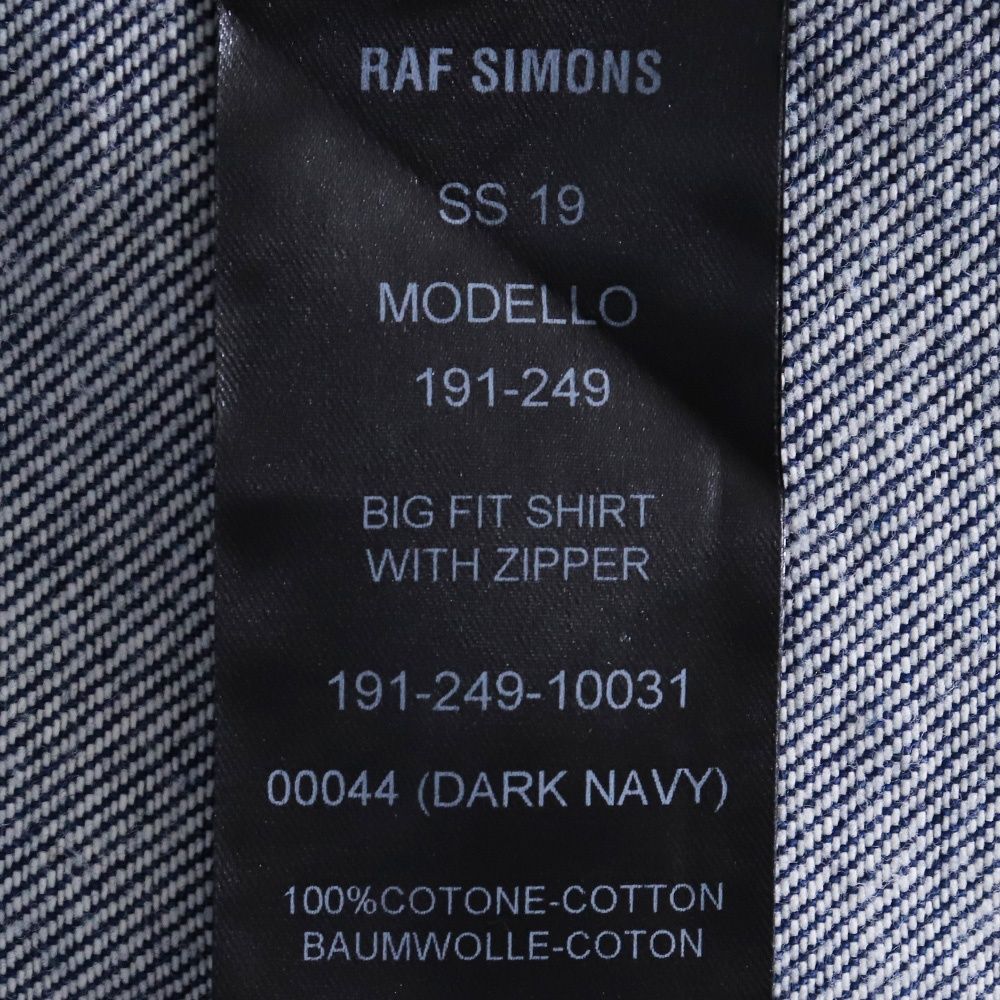 RAF SIMONS
SS 19
MODELLO
191-249
BIG FIT SHIRT
WITH ZIPPER
191-249-10031
00044 (DARK NAVY)
100%COTONE-COTTON
BAUMWOLLE-COTON